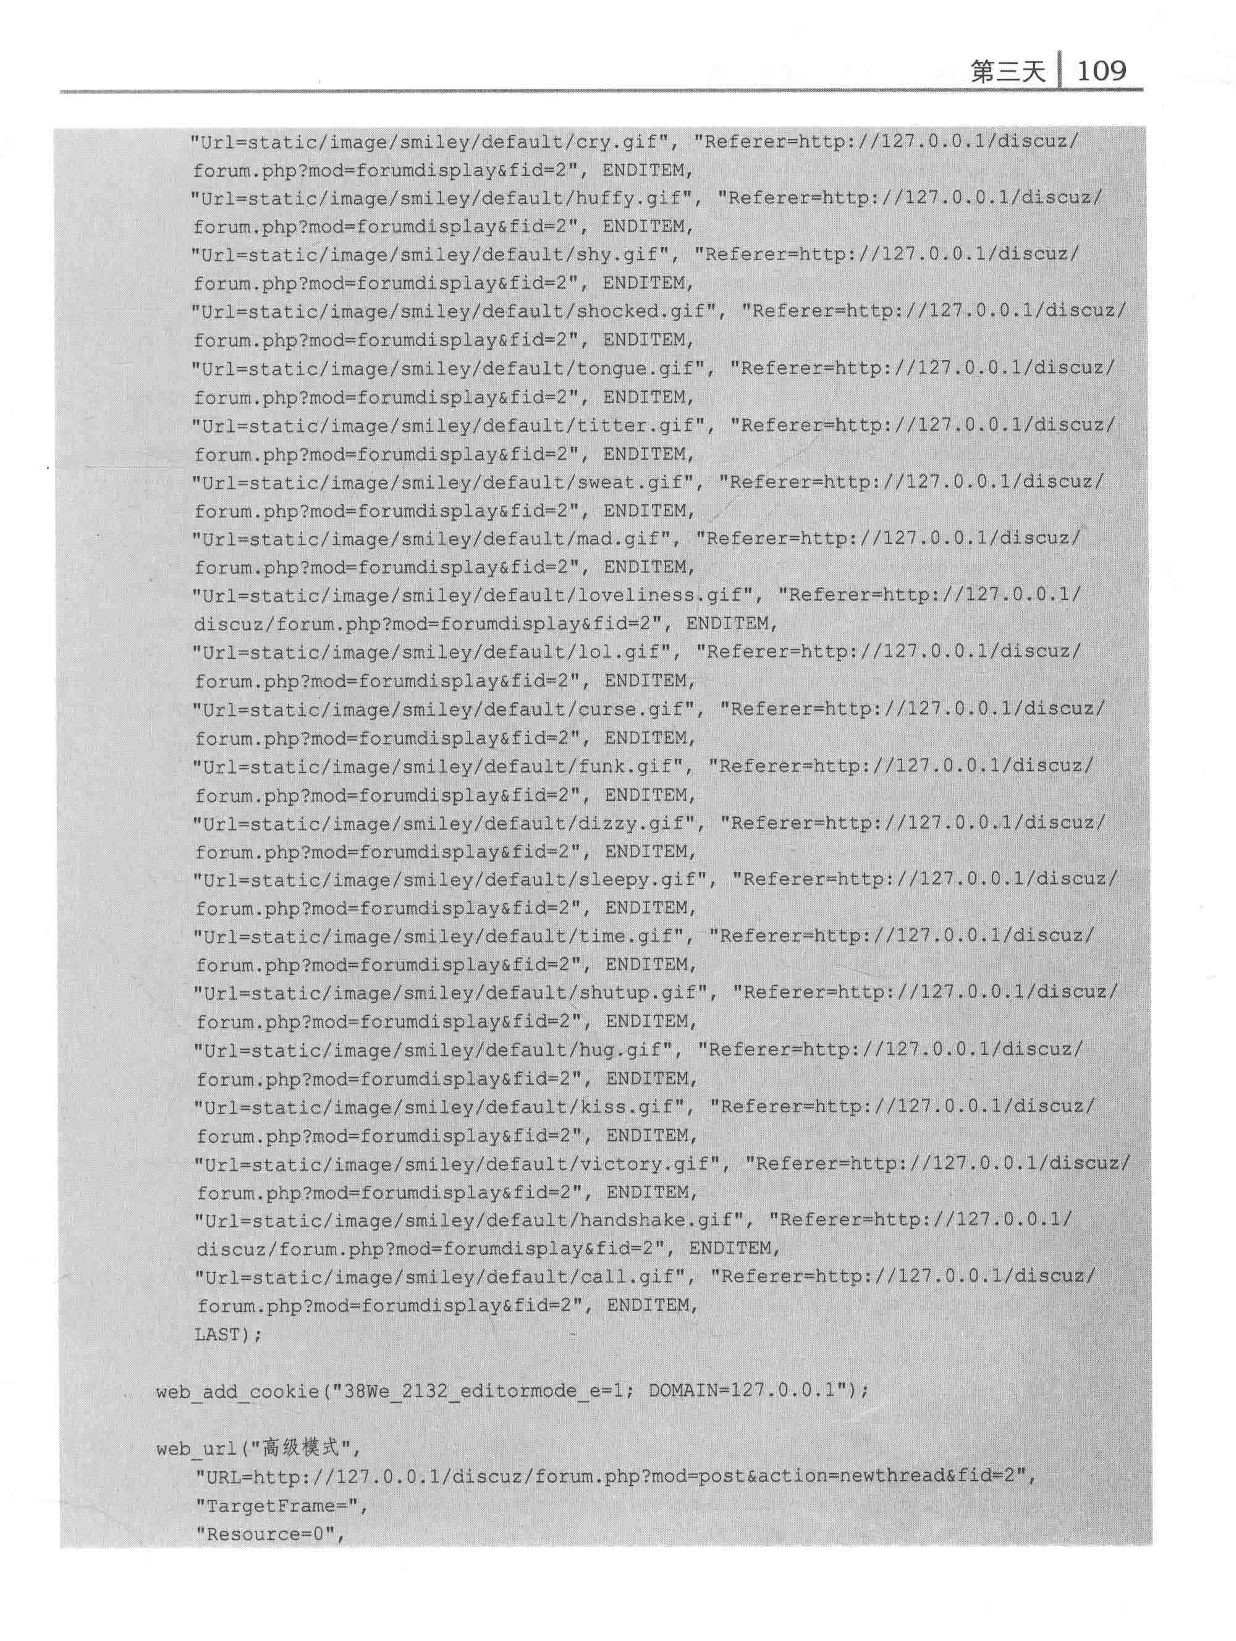 第三天 109
"Url=static/image/smiley/default/cry.gif", "Referer=http://127.0.0.1/discuz/
forum.php?mod=forumdisplay&fid=2", ENDITEM,
"Url=static/image/smiley/default/huffy.gif", "Referer=http://127.0.0.1/discuz/
forum.php?mod=forumdisplay&fid=2", ENDITEM,
"Url=static/image/smiley/default/shy.gif", "Referer=http://127.0.0.1/discuz/
forum.php?mod=forumdisplay&fid=2", ENDITEM,
"Url=static/image/smiley/default/shocked.gif", "Referer=http://127.0.0.1/discuz/
forum.php?mod=forumdisplay&fid=2", ENDITEM,
"Url=static/image/smiley/default/tongue.gif", "Referer=http://127.0.0.1/discuz/
forum.php?mod=forumdisplay&fid=2", ENDITEM,
"Url=static/image/smiley/default/titter.gif", "Referer=http://127.0.0.1/discuz/
forum.php?mod=forumdisplay&fid=2", ENDITEM,
"Url=static/image/smiley/default/sweat.gif", "Referer=http://127.0.0.1/discuz/
forum.php?mod=forumdisplay&fid=2", ENDITEM,
"Url=static/image/smiley/default/mad.gif", "Referer=http://127.0.0.1/discuz/
forum.php?mod=forumdisplay&fid=2", ENDITEM,
"Url=static/image/smiley/default/loveliness.gif", "Referer=http://127.0.0.1/
discuz/forum.php?mod=forumdisplay&fid=2", ENDITEM,
"Url=static/image/smiley/default/lol.gif", "Referer=http://127.0.0.1/discuz/
forum.php?mod=forumdisplay&fid=2", ENDITEM,
"Url=static/image/smiley/default/curse.gif", "Referer=http://127.0.0.1/discuz/
forum.php?mod=forumdisplay&fid=2", ENDITEM,
"Url=static/image/smiley/default/funk.gif", "Referer=http://127.0.0.1/discuz/
forum.php?mod=forumdisplay&fid=2", ENDITEM,
"Url=static/image/smiley/default/dizzy.gif", "Referer=http://127.0.0.1/discuz/
forum.php?mod=forumdisplay&fid=2", ENDITEM,
"Url=static/image/smiley/default/sleepy.gif", "Referer=http://127.0.0.1/discuz/
forum.php?mod=forumdisplay&fid=2", ENDITEM,
"Url=static/image/smiley/default/time.gif", "Referer=http://127.0.0.1/discuz/
forum.php?mod=forumdisplay&fid=2", ENDITEM,
"Url=static/image/smiley/default/shutup.gif", "Referer=http://127.0.0.1/discuz/
forum.php?mod=forumdisplay&fid=2", ENDITEM,
"Url=static/image/smiley/default/hug.gif", "Referer=http://127.0.0.1/discuz/
forum.php?mod=forumdisplay&fid=2", ENDITEM,
"Url=static/image/smiley/default/kiss.gif", "Referer=http://127.0.0.1/discuz/
forum.php?mod=forumdisplay&fid=2", ENDITEM,
"Url=static/image/smiley/default/victory.gif", "Referer=http://127.0.0.1/discuz/
forum.php?mod=forumdisplay&fid=2", ENDITEM,
"Url=static/image/smiley/default/handshake.gif", "Referer=http://127.0.0.1/
discuz/forum.php?mod=forumdisplay&fid=2", ENDITEM,
"Url=static/image/smiley/default/call.gif", "Referer=http://127.0.0.1/discuz/
forum.php?mod=forumdisplay&fid=2", ENDITEM,
LAST);
web_add_cookie("38We_2132_editormode_e=1; DOMAIN=127.0.0.1");
web_url("高级模式",
"URL=http://127.0.0.1/discuz/forum.php?mod=post&action=newthread&fid=2",
"TargetFrame=",
"Resource=0",